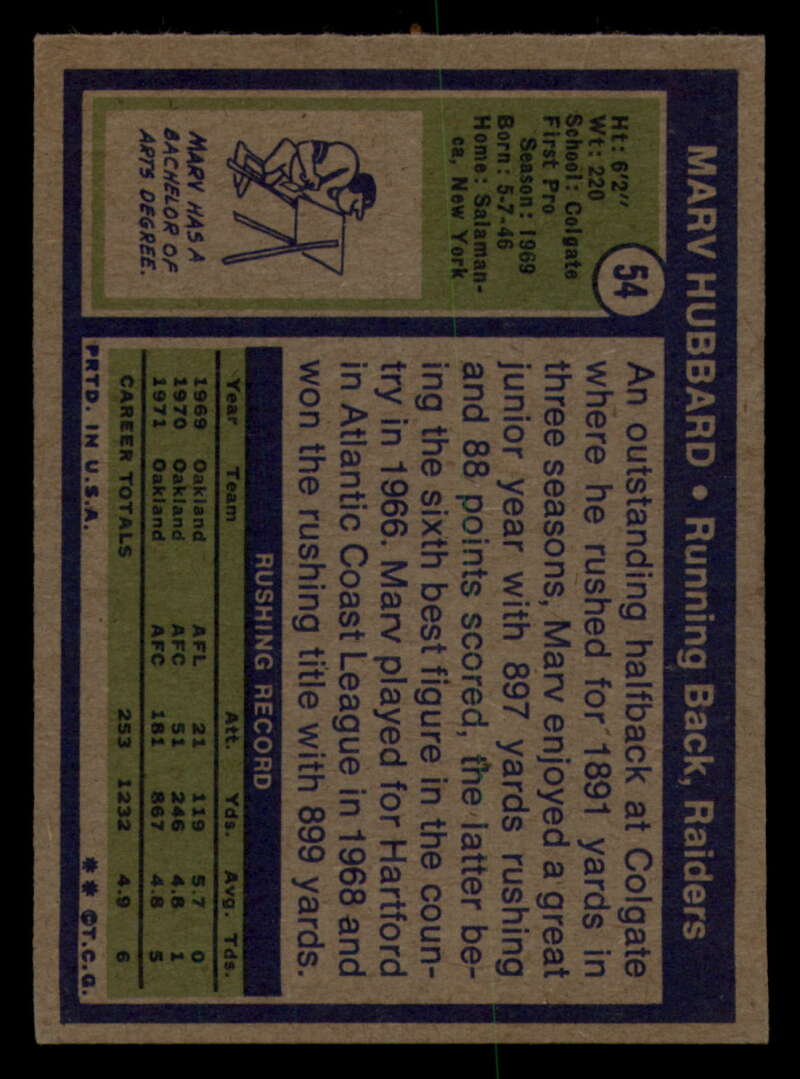 MARV HUBBARD • Running Back, Raiders
54
Ht: 6'2"
Wt: 220
School: Colgate
First Pro
Season: 1969
Born: 5-7-46
Home: Salaman-
ca, New York
MARV HAS A
BACHELOR OF
ARTS DEGREE.
An outstanding halfback at Colgate
where he rushed for 1891 yards in
three seasons, Marv enjoyed a great
junior year with 897 yards rushing
and 88 points scored, the latter be-
ing the sixth best figure in the coun-
try in 1966. Marv played for Hartford
in Atlantic Coast League in 1968 and
won the rushing title with 899 yards.
RUSHING RECORD
Year Team Att. Yds. Avg. Tds.
1969 Oakland AFL 21 119 5.7 0
1970 Oakland AFC 51 246 4.8 1
1971 Oakland AFC 181 867 4.8 5
CAREER TOTALS 253 1232 4.9 6
PRTD. IN U.S.A. ** ©T.C.G.